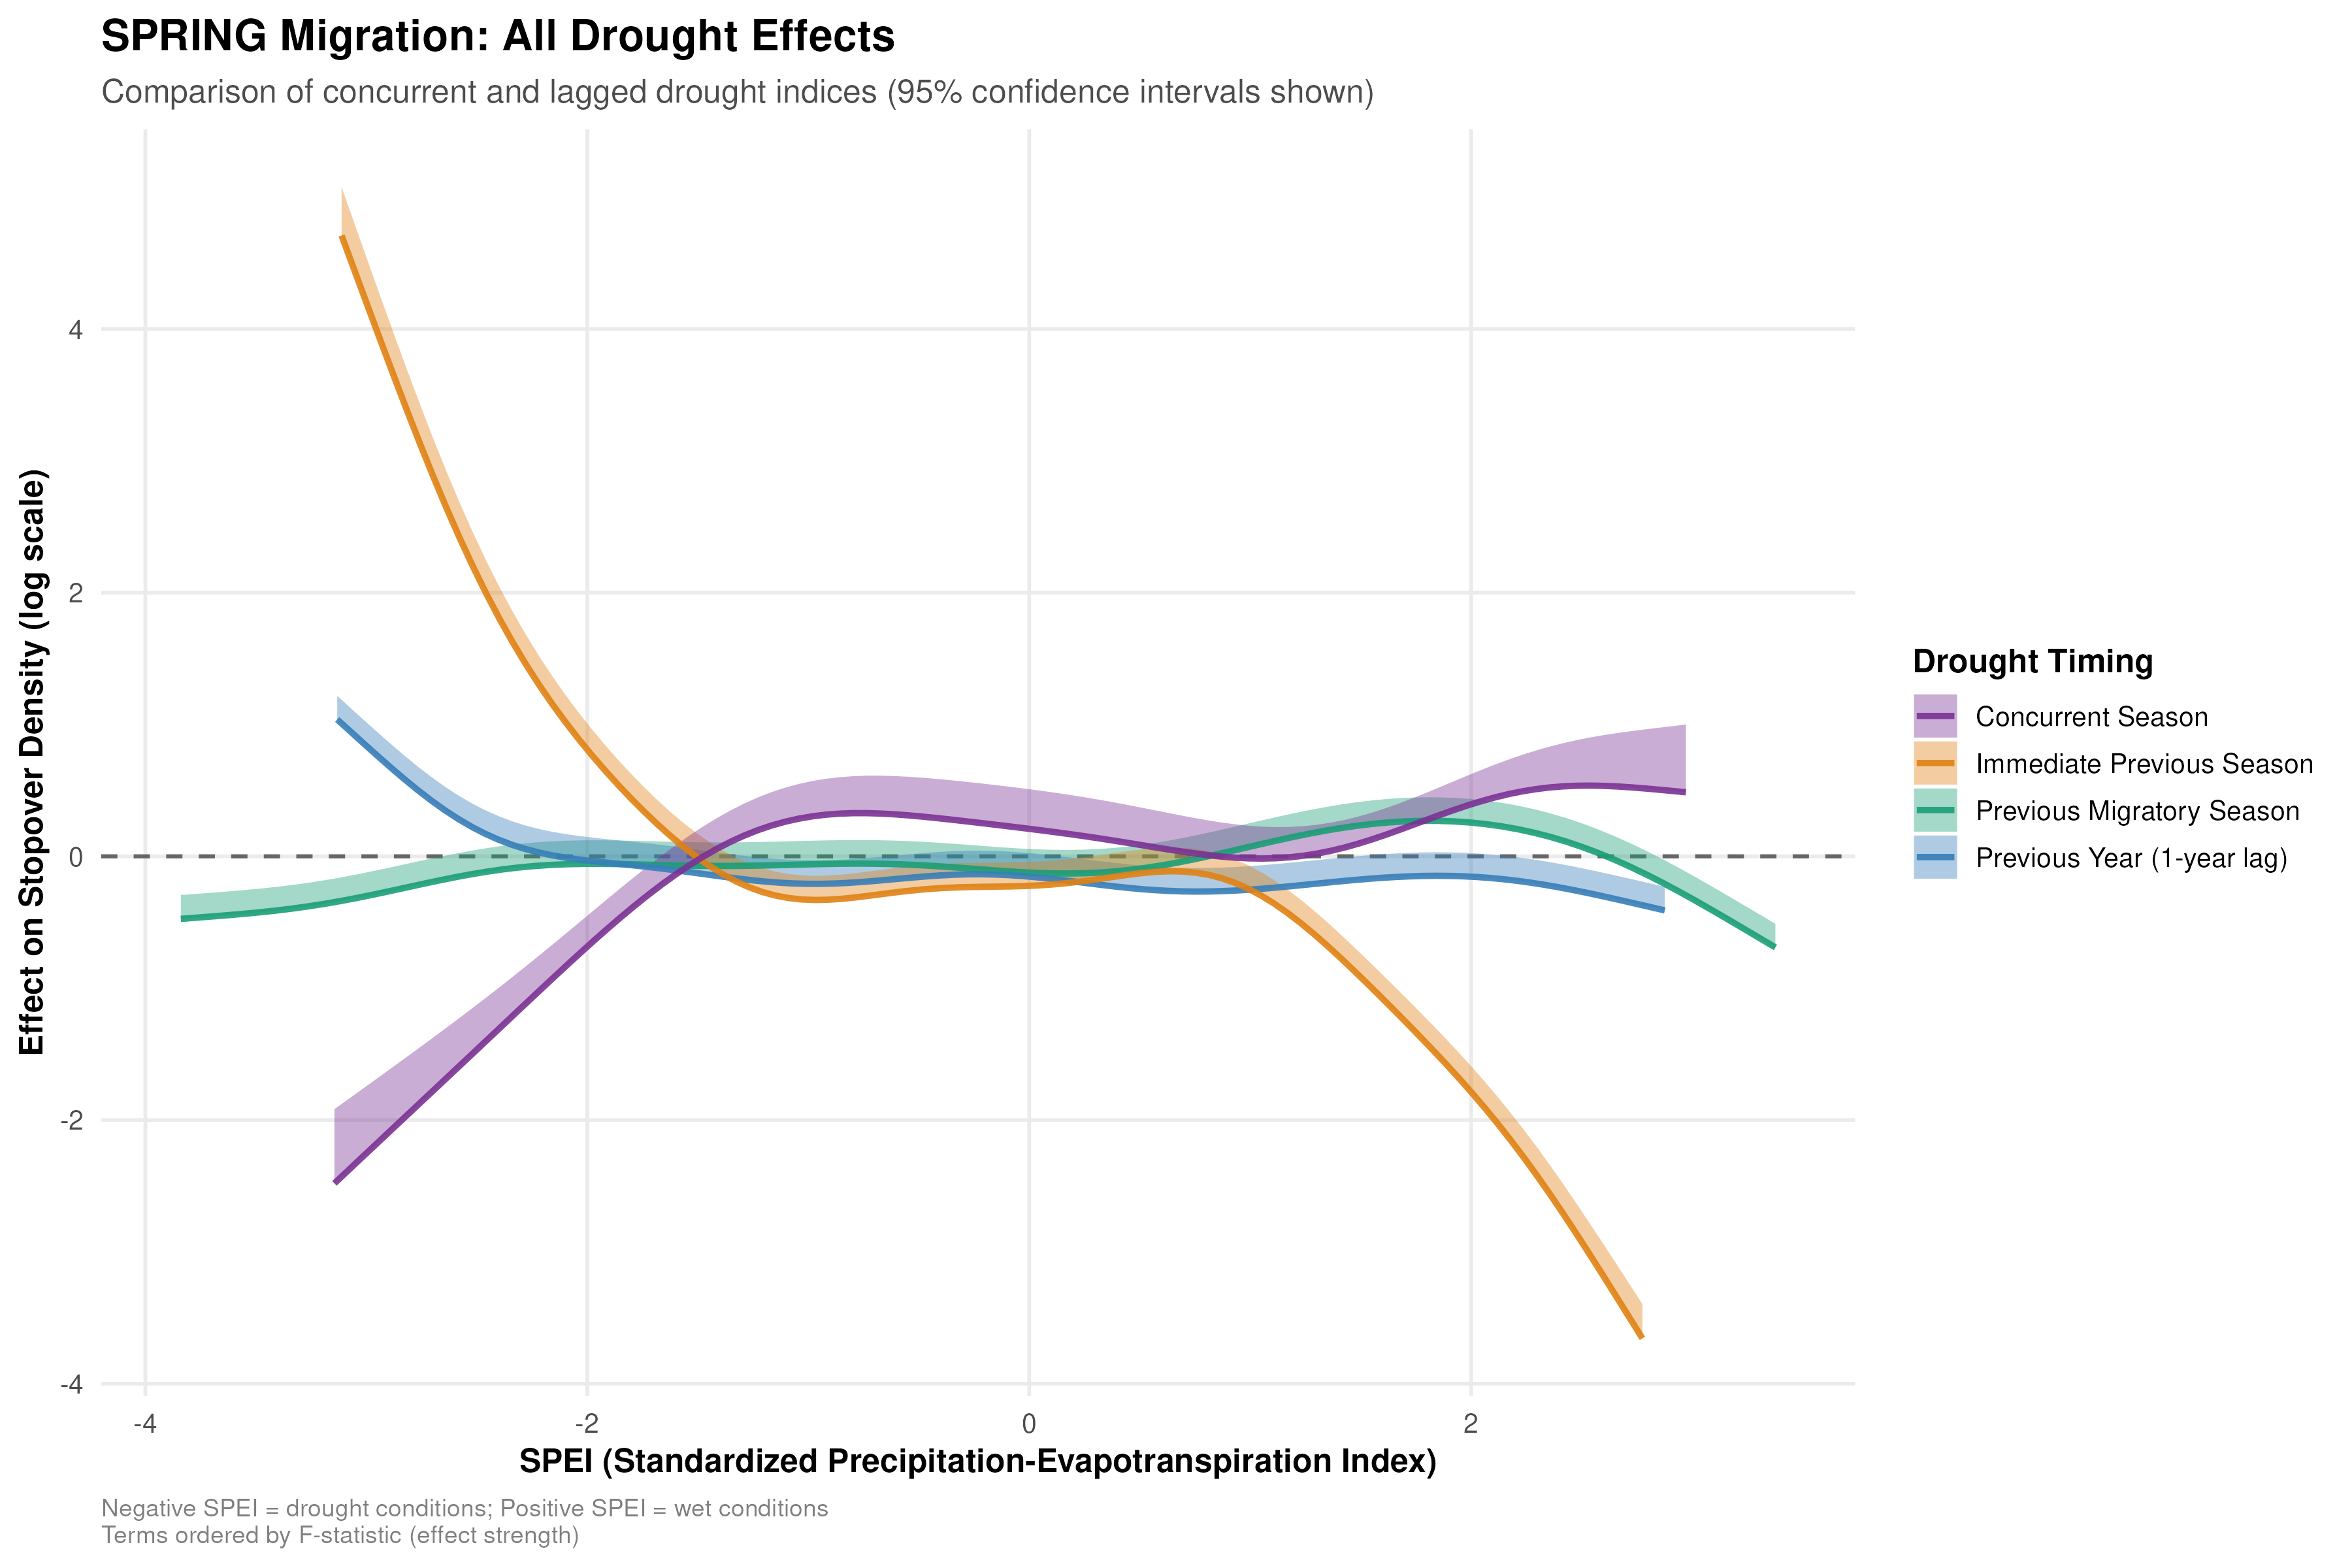 SPRING Migration: All Drought Effects
Comparison of concurrent and lagged drought indices (95% confidence intervals shown)
Effect on Stopover Density (log scale)
4
2
0
-2
-4
-4
-2
0
2
SPEI (Standardized Precipitation-Evapotranspiration Index)
Drought Timing
Concurrent Season
Immediate Previous Season
Previous Migratory Season
Previous Year (1-year lag)
Negative SPEI = drought conditions; Positive SPEI = wet conditions
Terms ordered by F-statistic (effect strength)